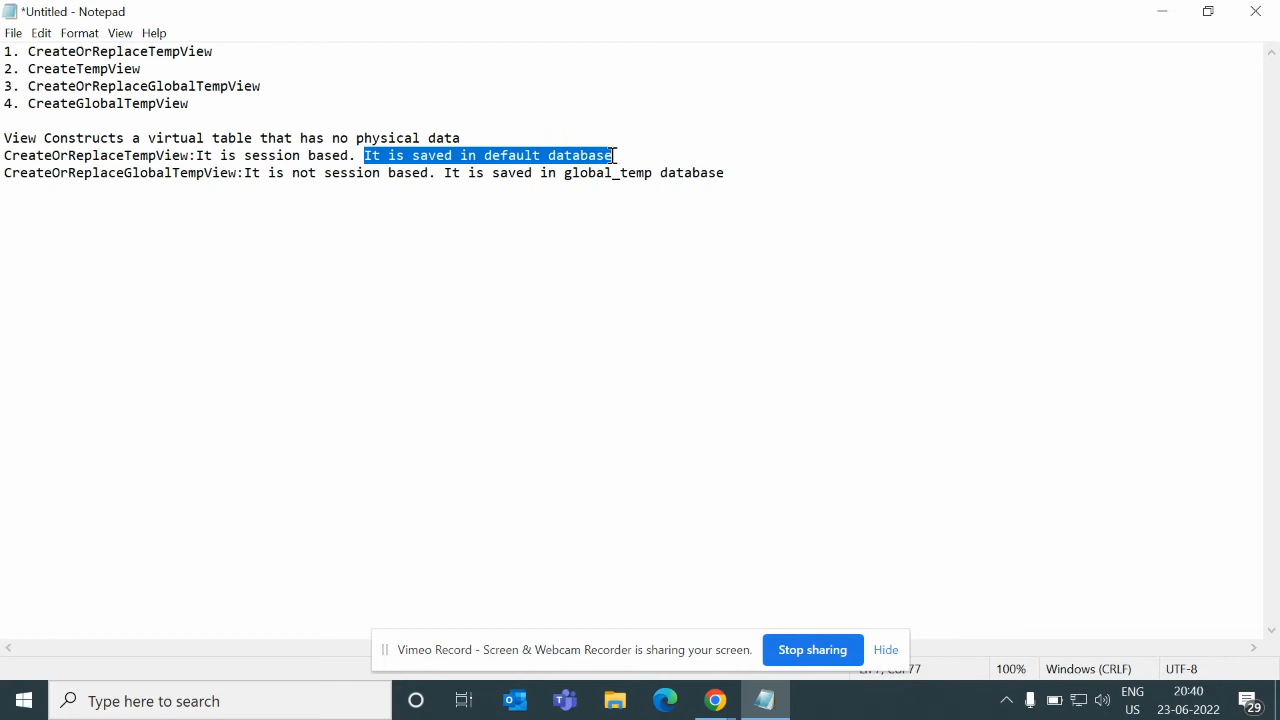 *Untitled - Notepad
File Edit Format View Help
1. CreateOrReplaceTempView
2. CreateTempView
3. CreateOrReplaceGlobalTempView
4. CreateGlobalTempView
View Constructs a virtual table that has no physical data
CreateOrReplaceTempView:It is session based. It is saved in default database
CreateOrReplaceGlobalTempView:It is not session based. It is saved in global_temp database
Vimeo Record - Screen & Webcam Recorder is sharing your screen. Stop sharing Hide
100% Windows (CRLF) UTF-8
Type here to search
ENG 20:40
US 23-06-2022 29